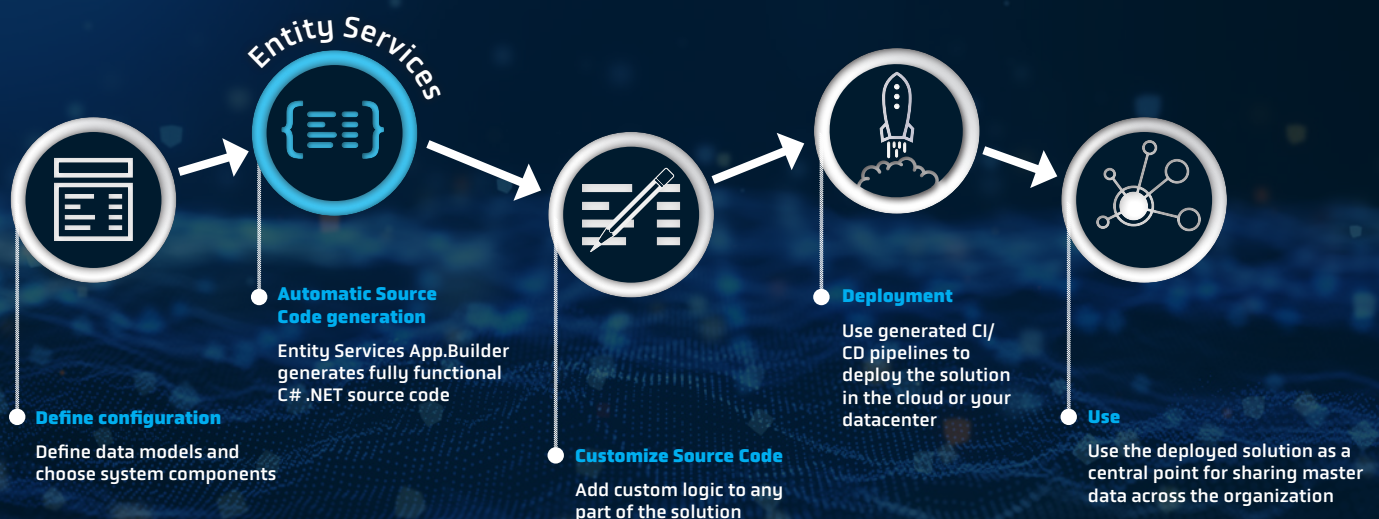 Entity Services
Automatic Source
Code generation
Entity Services App.Builder
generates fully functional
C# .NET source code
Deployment
Use generated CI/
CD pipelines to
deploy the solution
in the cloud or your
datacenter
Define configuration
Define data models and
choose system components
Customize Source Code
Add custom logic to any
part of the solution
Use
Use the deployed solution as a
central point for sharing master
data across the organization